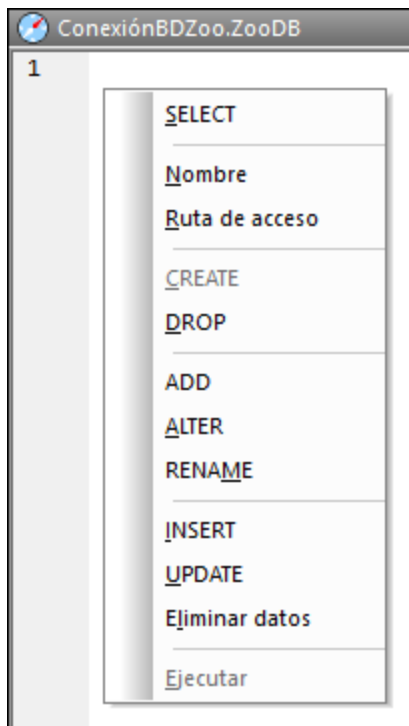 ConexiónBDZoo.ZooDB
1
SELECT
Nombre
Ruta de acceso
CREATE
DROP
ADD
ALTER
RENAME
INSERT
UPDATE
Eliminar datos
Ejecutar